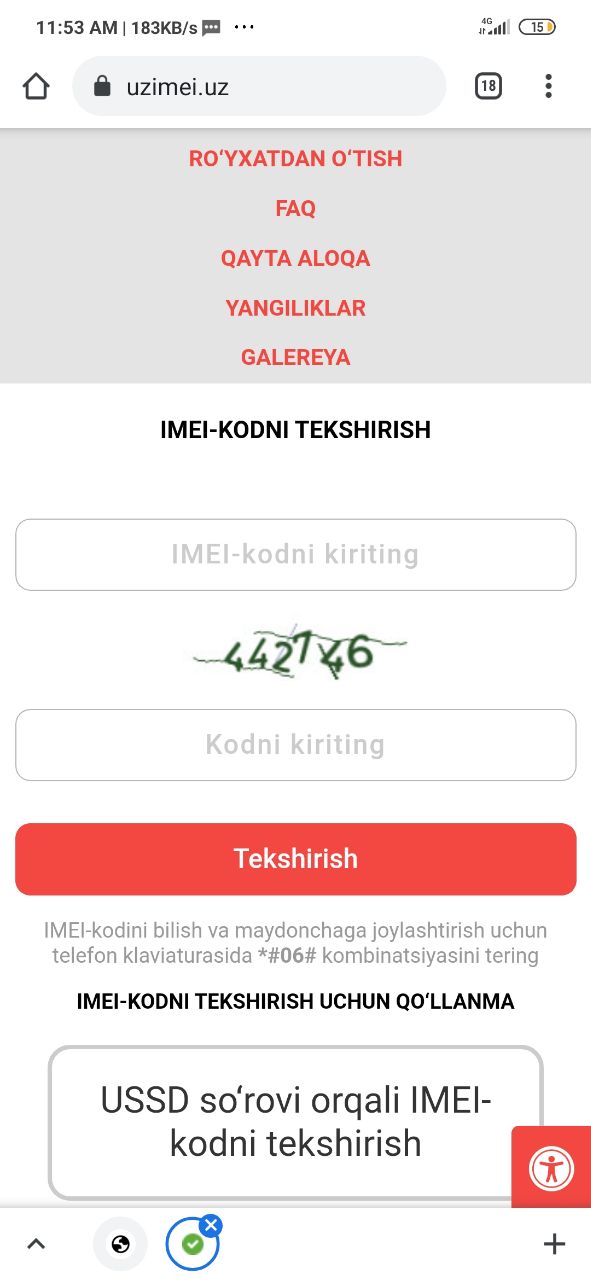 11:53 AM | 183KB/s ...
4G
15
uzimei.uz
18
RO‘YXATDAN O‘TISH
FAQ
QAYTA ALOQA
YANGILIKLAR
GALEREYA
IMEI-KODNI TEKSHIRISH
IMEI-kodni kiriting
Kodni kiriting
Tekshirish
IMEI-kodini bilish va maydonchaga joylashtirish uchun
telefon klaviaturasida *#06# kombinatsiyasini tering
IMEI-KODNI TEKSHIRISH UCHUN QO‘LLANMA
USSD so‘rovi orqali IMEI-
kodni tekshirish